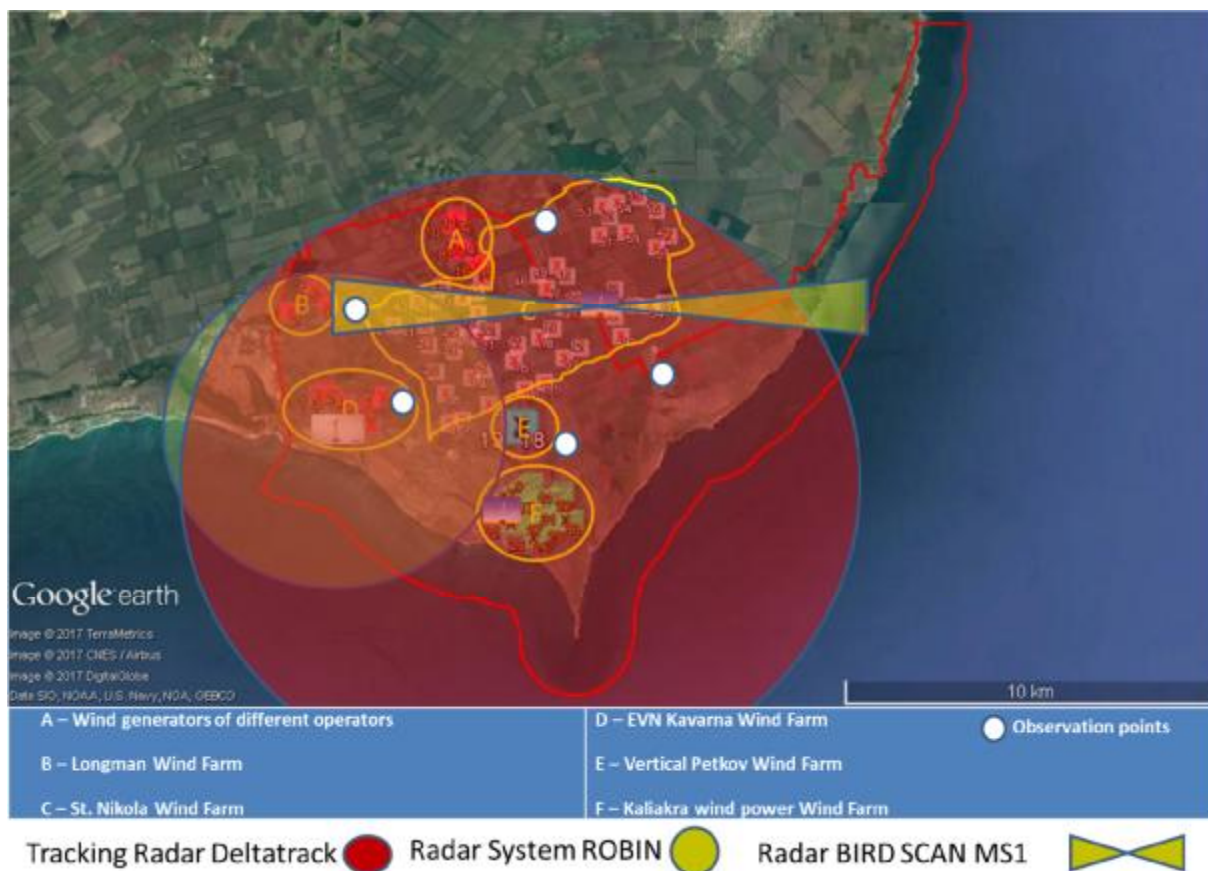 A
B
C
D
E
19 18
F
Google earth
Image © 2017 TerraMetrics
Image © 2017 CNES / Airbus
Image © 2017 DigitalGlobe
Data SIO, NOAA, U.S. Navy, NGA, GEBCO
10 km
A – Wind generators of different operators
B – Longman Wind Farm
C – St. Nikola Wind Farm
D – EVN Kavarna Wind Farm
E – Vertical Petkov Wind Farm
F – Kaliakra wind power Wind Farm
Observation points
Tracking Radar Deltatrack
Radar System ROBIN
Radar BIRD SCAN MS1